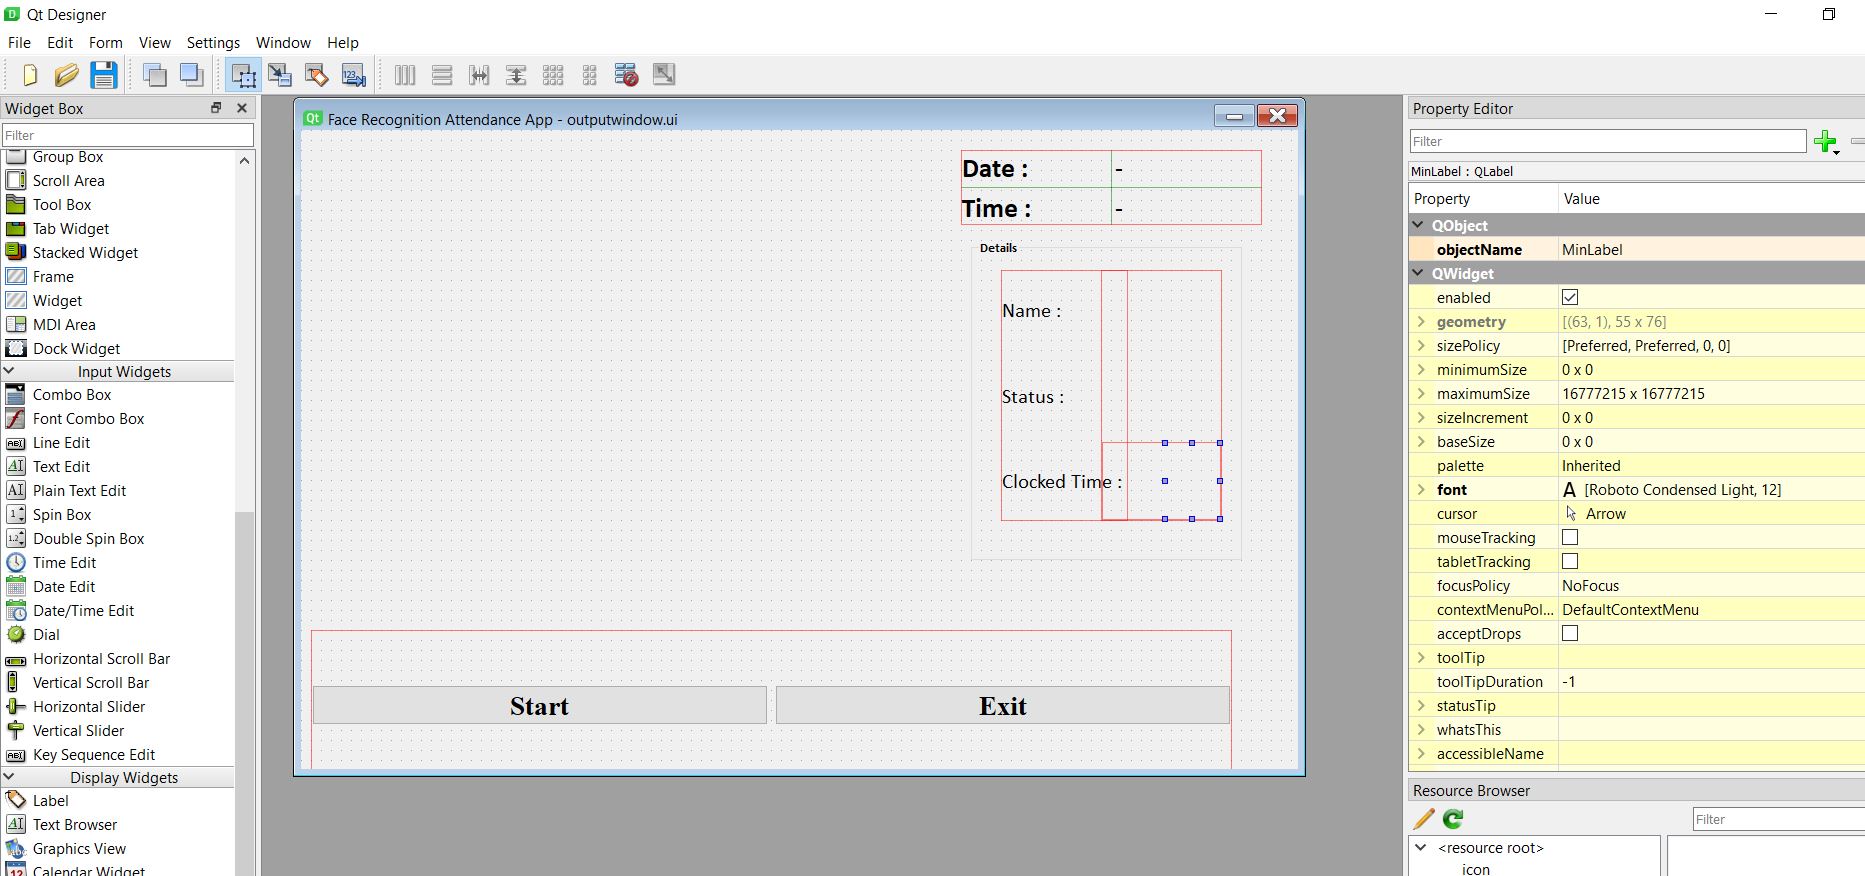 Qt Designer
File Edit Form View Settings Window Help
Widget Box
Filter
Group Box
Scroll Area
Tool Box
Tab Widget
Stacked Widget
Frame
Widget
MDI Area
Dock Widget
Input Widgets
Combo Box
Font Combo Box
Line Edit
Text Edit
Plain Text Edit
Spin Box
Double Spin Box
Time Edit
Date Edit
Date/Time Edit
Dial
Horizontal Scroll Bar
Vertical Scroll Bar
Horizontal Slider
Vertical Slider
Key Sequence Edit
Display Widgets
Label
Text Browser
Graphics View
Calendar Widget
Qt Face Recognition Attendance App - outputwindow.ui
Date : -
Time : -
Details
Name :
Status :
Clocked Time :
Start Exit
Property Editor
Filter
MinLabel : QLabel
Property Value
QObject
objectName MinLabel
QWidget
enabled
geometry [(63, 1), 55 x 76]
sizePolicy [Preferred, Preferred, 0, 0]
minimumSize 0 x 0
maximumSize 16777215 x 16777215
sizeIncrement 0 x 0
baseSize 0 x 0
palette Inherited
font A [Roboto Condensed Light, 12]
cursor Arrow
mouseTracking
tabletTracking
focusPolicy NoFocus
contextMenuPol... DefaultContextMenu
acceptDrops
toolTip
toolTipDuration -1
statusTip
whatsThis
accessibleName
Resource Browser
Filter
<resource root>
icon